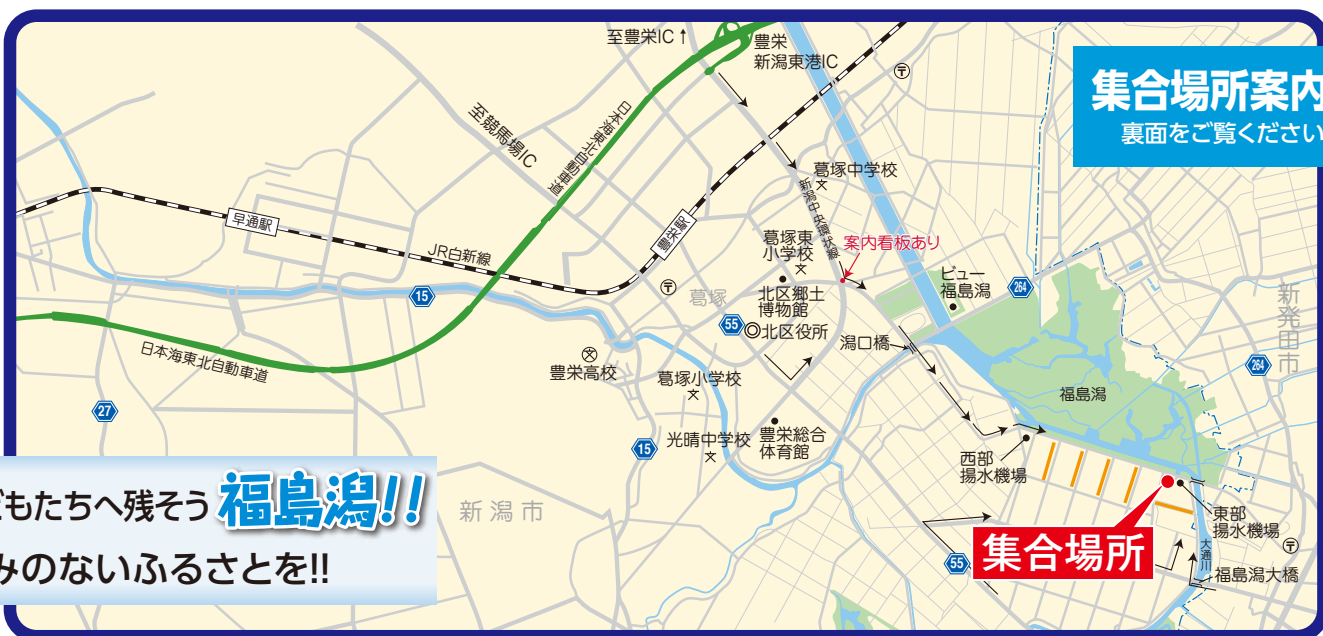 至豊栄IC↑
豊栄
新潟東港IC
集合場所案内
裏面をご覧ください
至競馬場IC
日本海東北自動車道
葛塚中学校
新潟中央環状線
早通駅
豊栄駅
JR白新線
葛塚東
小学校
案内看板あり
ビュー
福島潟
264
新発田市
15
葛塚
北区郷土
博物館
55
北区役所
潟口橋
264
日本海東北自動車道
豊栄高校
葛塚小学校
福島潟
27
光晴中学校
豊栄総合
体育館
15
西部
揚水機場
どもたちへ残そう 福島潟!!
みのないふるさとを!!
新潟市
東部
揚水機場
集合場所
55
大通川
福島潟大橋